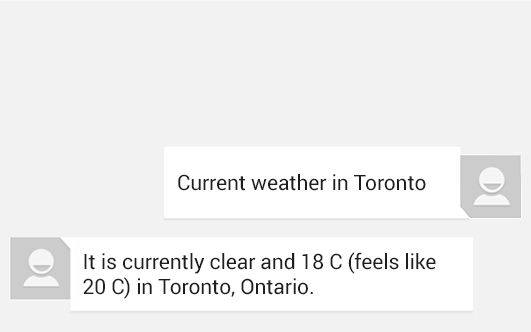 Current weather in Toronto
It is currently clear and 18 C (feels like
20 C) in Toronto, Ontario.